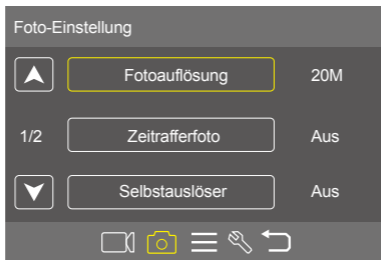 Foto-Einstellung
Fotoauflösung 20M
1/2 Zeitrafferfoto Aus
Selbstauslöser Aus